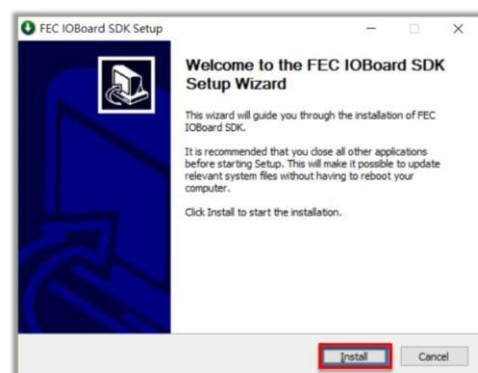 FEC IOBoard SDK Setup
Welcome to the FEC IOBoard SDK
Setup Wizard
This wizard will guide you through the installation of FEC
IOBoard SDK.
It is recommended that you close all other applications
before starting Setup. This will make it possible to update
relevant system files without having to reboot your
computer.
Click Install to start the installation.
Install
Cancel